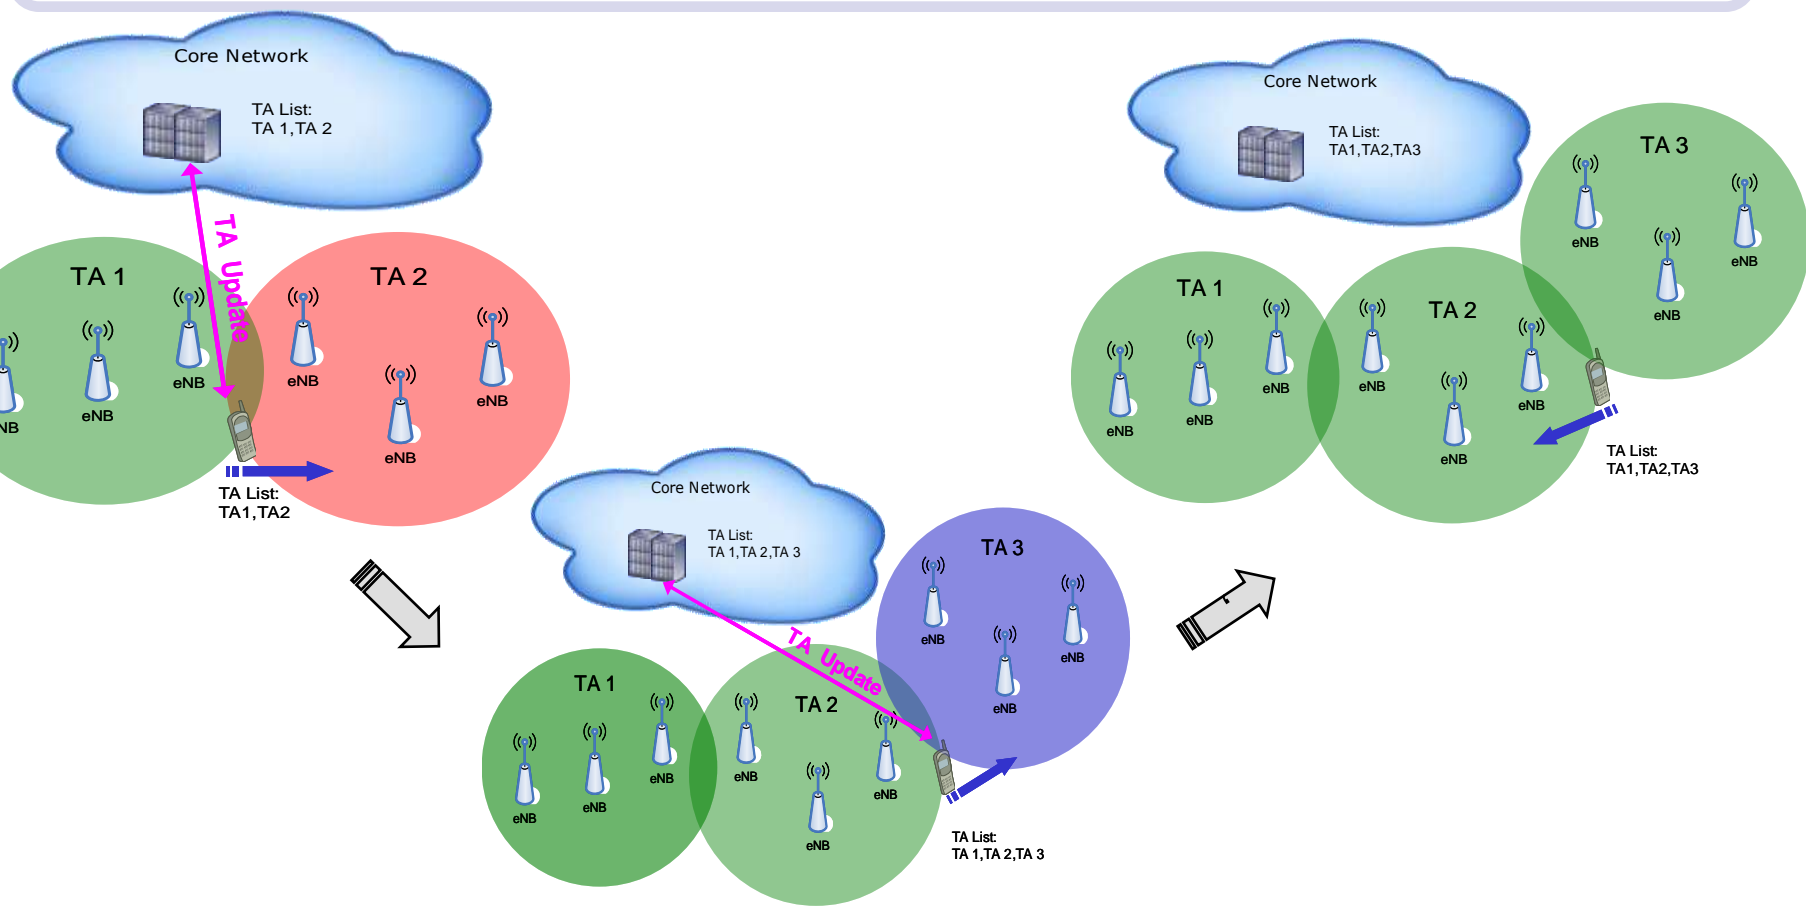 Core Network
TA List:
TA 1,TA 2
TA Update
TA 1
TA 2
eNB
eNB
eNB
eNB
eNB
NB
TA List:
TA1,TA2
Core Network
TA List:
TA 1,TA 2,TA 3
TA Update
TA 1
TA 2
TA 3
eNB
eNB
eNB
eNB
eNB
eNB
eNB
eNB
eNB
TA List:
TA 1,TA 2,TA 3
Core Network
TA List:
TA1,TA2,TA3
TA 1
TA 2
TA 3
eNB
eNB
eNB
eNB
eNB
eNB
eNB
eNB
eNB
TA List:
TA1,TA2,TA3